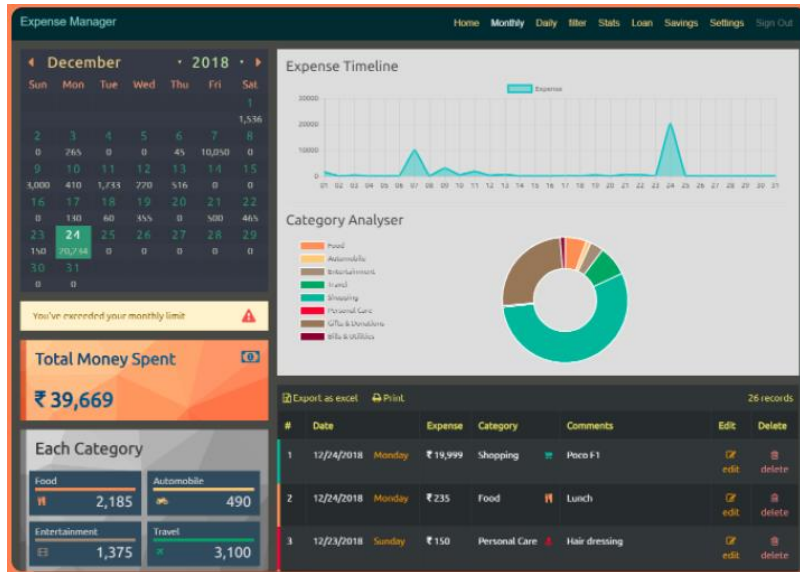 Expense Manager
Home Monthly Daily filter Stats Loan Savings Settings Sign Out
December 2018
Sun Mon Tue Wed Thu Fri Sat
1
1,536
2 3 4 5 6 7 8
0 265 0 0 45 10,050 0
9 10 11 12 13 14 15
3,000 410 1,733 220 516 0 0
16 17 18 19 20 21 22
0 130 60 355 0 500 465
23 24 25 26 27 28 29
150 20,234 0 0 0 0 0
30 31
0 0
You've exceeded your monthly limit
Total Money Spent
₹ 39,669
Each Category
Food
2,185
Automobile
490
Entertainment
1,375
Travel
3,100
Expense Timeline
Expense
30000
20000
10000
0
01 02 03 04 05 06 07 08 09 10 11 12 13 14 15 16 17 18 19 20 21 22 23 24 25 26 27 28 29 30 31
Category Analyser
Food
Automobile
Entertainment
Travel
Shopping
Personal Care
Gifts & Donations
Bills & Utilities
Export as excel Print 26 records
# Date Expense Category Comments Edit Delete
1 12/24/2018 Monday ₹ 19,999 Shopping Poco F1 edit delete
2 12/24/2018 Monday ₹ 235 Food Lunch edit delete
3 12/23/2018 Sunday ₹ 150 Personal Care Hair dressing edit delete